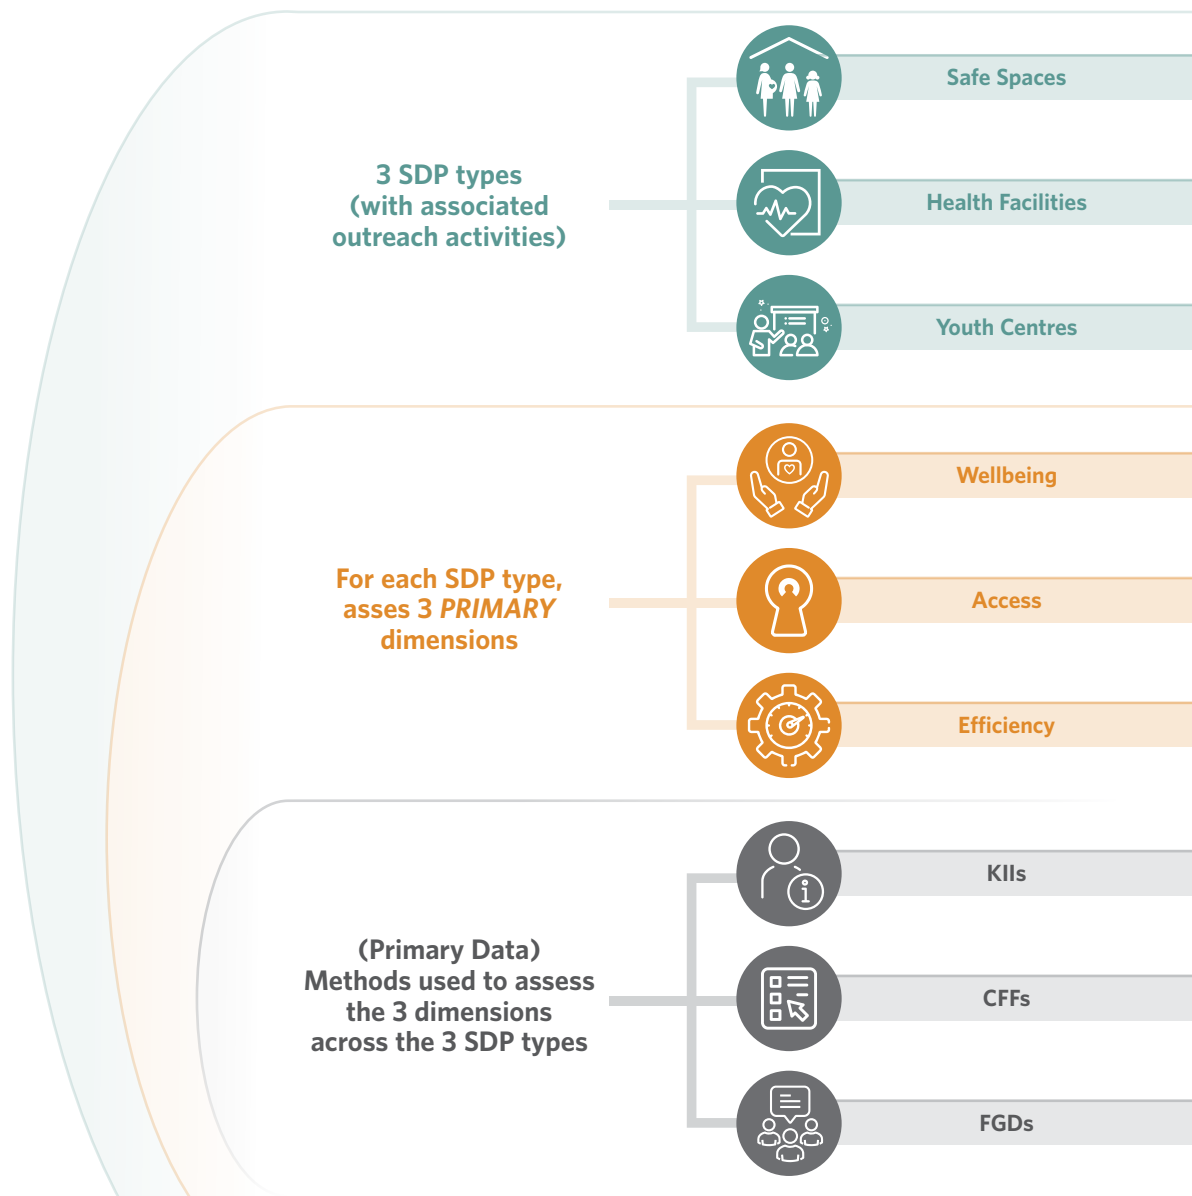 3 SDP types
(with associated
outreach activities)
Safe Spaces
Health Facilities
Youth Centres
For each SDP type,
asses 3 PRIMARY
dimensions
Wellbeing
Access
Efficiency
(Primary Data)
Methods used to assess
the 3 dimensions
across the 3 SDP types
KIIs
CFFs
FGDs